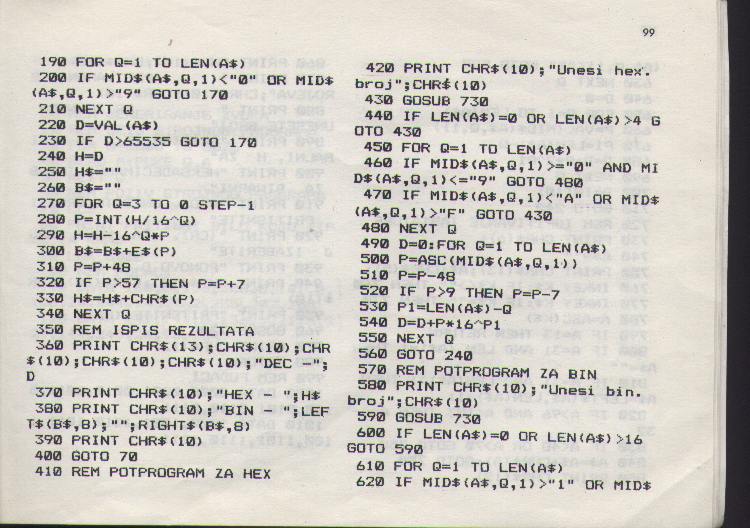 99
190 FOR Q=1 TO LEN(A$)
200 IF MID$(A$,Q,1)<"0" OR MID$
(A$,Q,1)>"9" GOTO 170
210 NEXT Q
220 D=VAL(A$)
230 IF D>65535 GOTO 170
240 H=D
250 H$=""
260 B$=""
270 FOR Q=3 TO 0 STEP-1
280 P=INT(H/16^Q)
290 H=H-16^Q*P
300 B$=B$+E$(P)
310 P=P+48
320 IF P>57 THEN P=P+7
330 H$=H$+CHR$(P)
340 NEXT
350 REM ISPIS REZULTATA
360 PRINT CHR$(13);CHR$(10);CHR
$(10);CHR$(10);CHR$(10);"DEC -";
D
370 PRINT CHR$(10);"HEX - ";H$
380 PRINT CHR$(10);"BIN - ";LEF
T$(B$,8);"";RIGHT$(B$,8)
390 PRINT CHR$(10)
400 GOTO 70
410 REM POTPROGRAM ZA HEX
420 PRINT CHR$(10);"Unesi hex.
broj";CHR$(10)
430 GOSUB 730
440 IF LEN(A$)=0 OR LEN(A$)>4 G
OTO 430
450 FOR Q=1 TO LEN(A$)
460 IF MID$(A$,Q,1)>="0" AND MI
D$(A$,Q,1)<="9" GOTO 480
470 IF MID$(A$,Q,1)<"A" OR MID$
(A$,Q,1)>"F" GOTO 430
480 NEXT Q
490 D=0:FOR Q=1 TO LEN(A$)
500 P=ASC(MID$(A$,Q,1))
510 P=P-48
520 IF P>9 THEN P=P-7
530 P1=LEN(A$)-Q
540 D=D+P*16^P1
550 NEXT Q
560 GOTO 240
570 REM POTPROGRAM ZA BIN
580 PRINT CHR$(10);"Unesi bin.
broj";CHR$(10)
590 GOSUB 730
600 IF LEN(A$)=0 OR LEN(A$)>16
GOTO 590
610 FOR Q=1 TO LEN(A$)
620 IF MID$(A$,Q,1)>"1" OR MID$